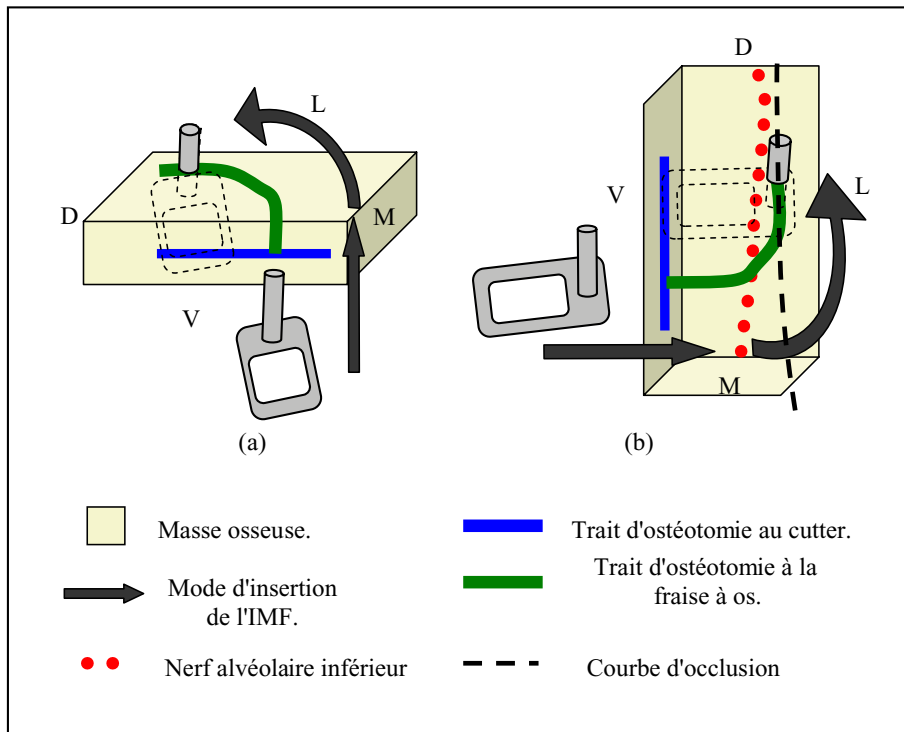 L
D
M
V
(a)
D
V
L
M
(b)
Masse osseuse.
Trait d'ostéotomie au cutter.
Mode d'insertion
de l'IMF.
Trait d'ostéotomie à la
fraise à os.
Nerf alvéolaire inférieur
Courbe d'occlusion